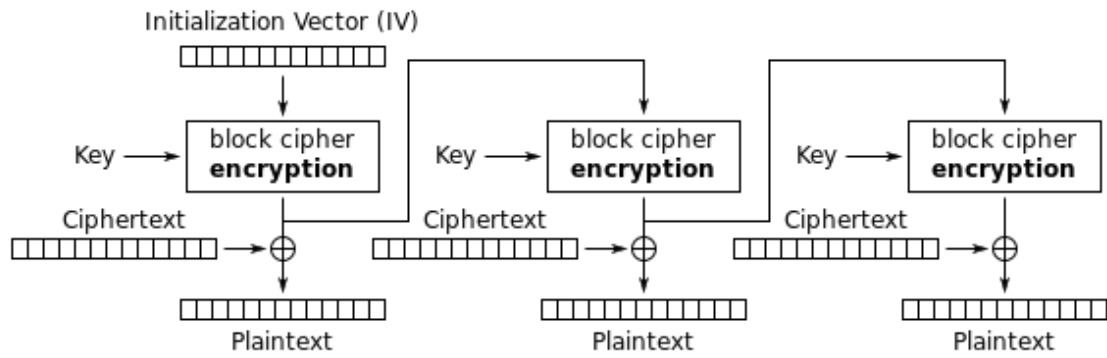 Initialization Vector (IV)
Key
block cipher
encryption
Key
block cipher
encryption
Key
block cipher
encryption
Ciphertext
Ciphertext
Ciphertext
Plaintext
Plaintext
Plaintext